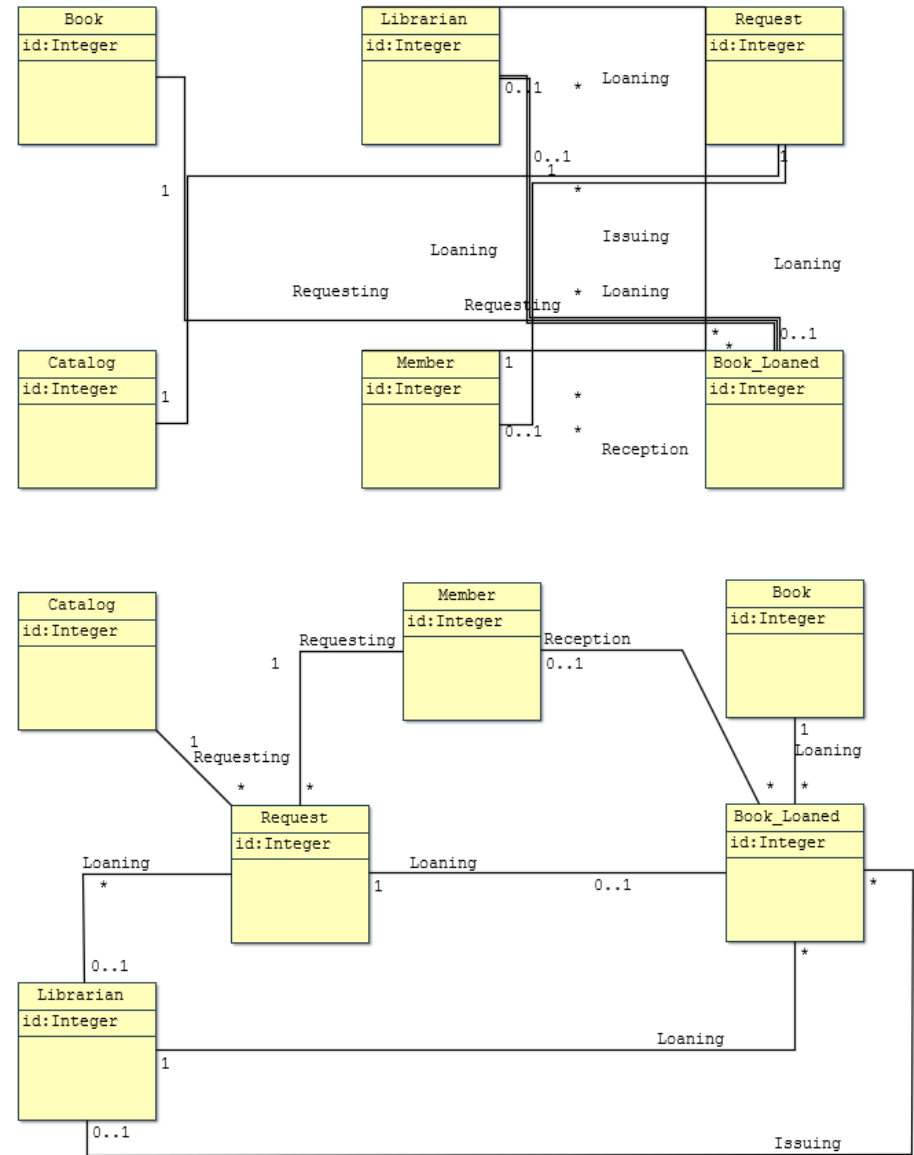 Book
id:Integer
Librarian
id:Integer
Request
id:Integer
0..1
*
Loaning
0..1
1
1
1
*
Issuing
Loaning
Loaning
Requesting
*
Loaning
Requesting
*
0..1
*
Catalog
id:Integer
Member
id:Integer
1
Book_Loaned
id:Integer
1
*
0..1
*
Reception
Catalog
id:Integer
Member
id:Integer
Book
id:Integer
Requesting
1
Reception
0..1
1
Requesting
1
Loaning
*
*
*
*
Request
id:Integer
Book_Loaned
id:Integer
Loaning
*
Loaning
1
0..1
*
0..1
*
Librarian
id:Integer
Loaning
1
0..1
Issuing